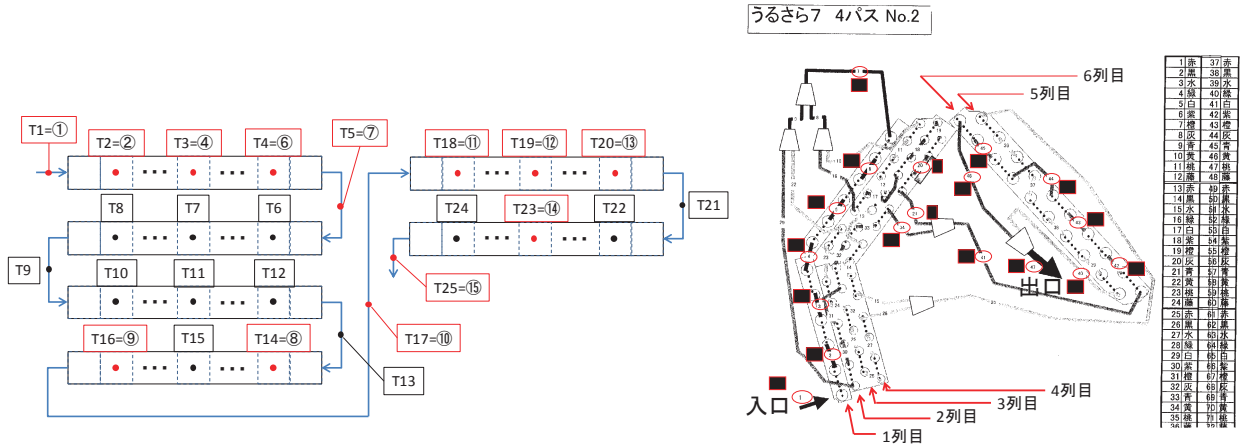 うるさら7 4パス No.2
T1=①
T2=②
T3=④
T4=⑥
T5=⑦
T8
T7
T6
T9
T10
T11
T12
T16=⑨
T15
T14=⑧
T13
T17=⑩
T18=⑪
T19=⑫
T20=⑬
T21
T24
T23=⑭
T22
T25=⑮
6列目
5列目
4列目
3列目
2列目
1列目
入口
出口
1 赤 37 赤
2 黒 38 黒
3 水 39 水
4 緑 40 緑
5 白 41 白
6 紫 42 紫
7 橙 43 橙
8 灰 44 灰
9 青 45 青
10 黄 46 黄
11 桃 47 桃
12 藤 48 藤
13 赤 49 赤
14 黒 50 黒
15 水 51 水
16 緑 52 緑
17 白 53 白
18 紫 54 紫
19 橙 55 橙
20 灰 56 灰
21 青 57 青
22 黄 58 黄
23 桃 59 桃
24 藤 60 藤
25 赤 61 赤
26 黒 62 黒
27 水 63 水
28 緑 64 緑
29 白 65 白
30 紫 66 紫
31 橙 67 橙
32 灰 68 灰
33 青 69 青
34 黄 70 黄
35 桃 71 桃
36 藤 72 藤